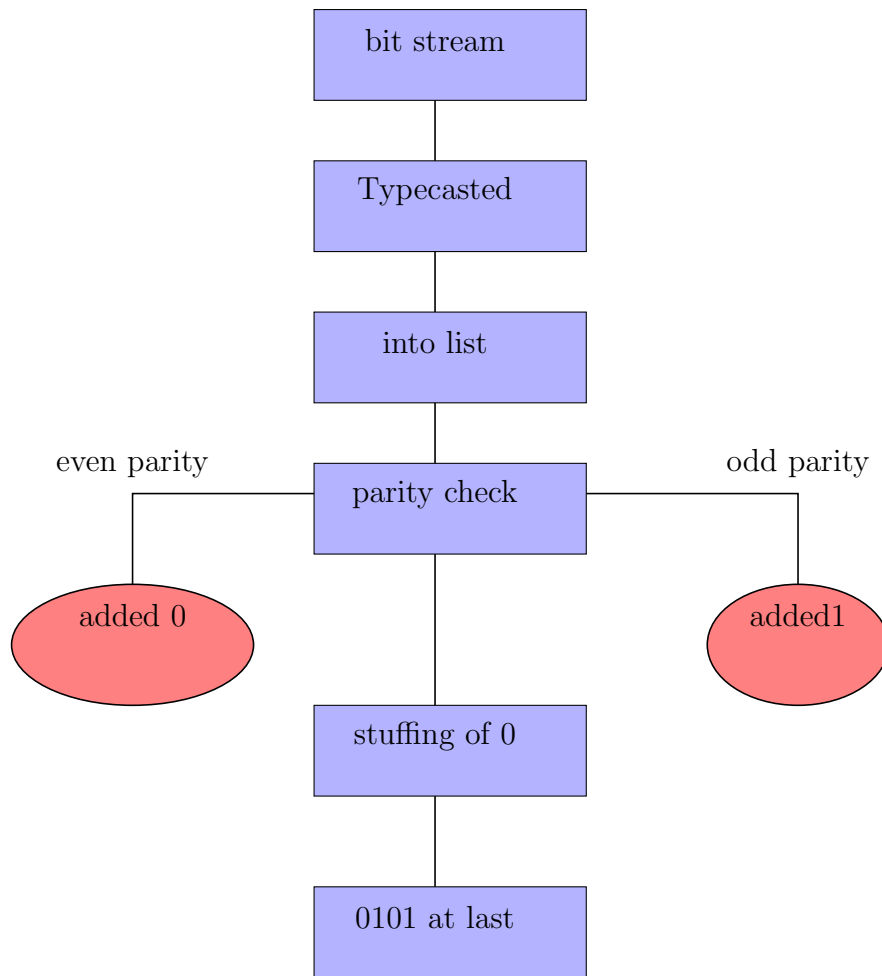 bit stream
Typecasted
into list
even parity
odd parity
parity check
added 0
added1
stuffing of 0
0101 at last